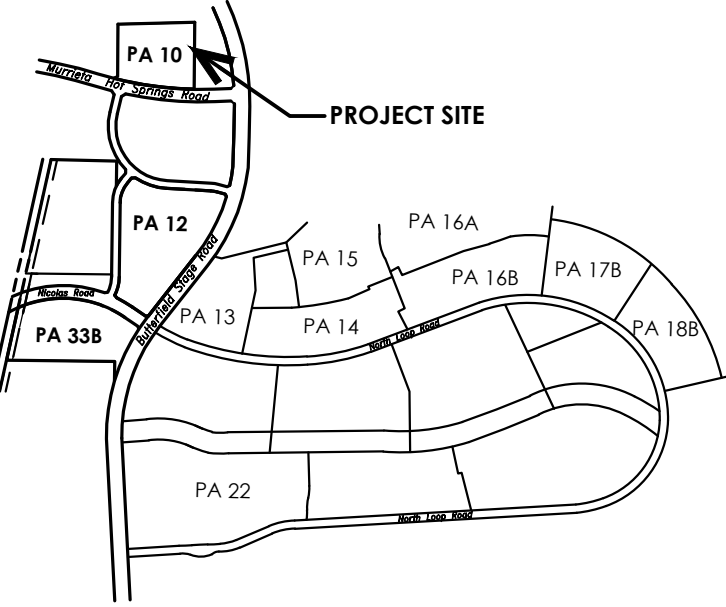 PA 10
Murrieta Hot Springs Road
PROJECT SITE
PA 12
PA 16A
PA 15
PA 16B
PA 17B
Butterfield Stage Road
Nicolas Road
PA 13
PA 14
PA 18B
PA 33B
North Loop Road
PA 22
North Loop Road